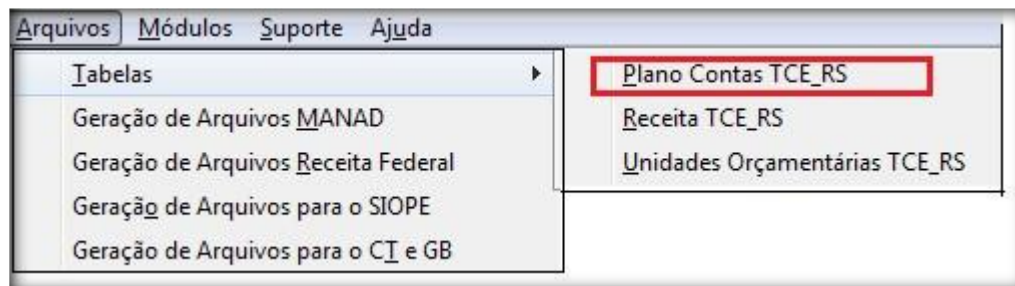 Arquivos Módulos Suporte Ajuda
Tabelas
Geração de Arquivos MANAD
Geração de Arquivos Receita Federal
Geração de Arquivos para o SIOPE
Geração de Arquivos para o CT e GB
Plano Contas TCE_RS
Receita TCE_RS
Unidades Orçamentárias TCE_RS